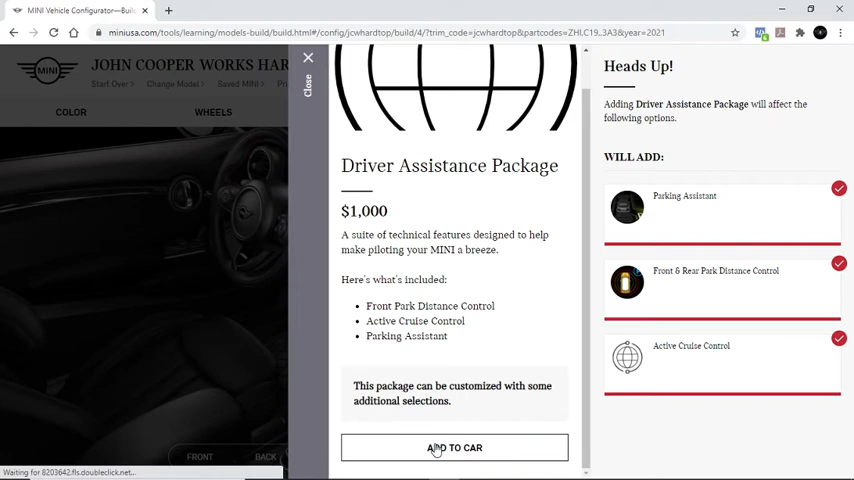 MINI Vehicle Configurator—Buil
miniusa.com/tools/learning/models-build/build.html#/config/jcwhardtop/build/4/?trim_code=jcwhardtop&partcodes=ZHI,C19,.3A3&year=2021
MINI
JOHN COOPER WORKS HAR
Start Over
Change Model
Saved MINI
COLOR
WHEELS
Close
Driver Assistance Package
$1,000
A suite of technical features designed to help
make piloting your MINI a breeze.
Here's what's included:
• Front Park Distance Control
• Active Cruise Control
• Parking Assistant
This package can be customized with some
additional selections.
ADD TO CAR
Heads Up!
Adding Driver Assistance Package will affect the
following options.
WILL ADD:
Parking Assistant
Front & Rear Park Distance Control
Active Cruise Control
FRONT
BACK
Waiting for 8203642.fls.doubleclick.net...